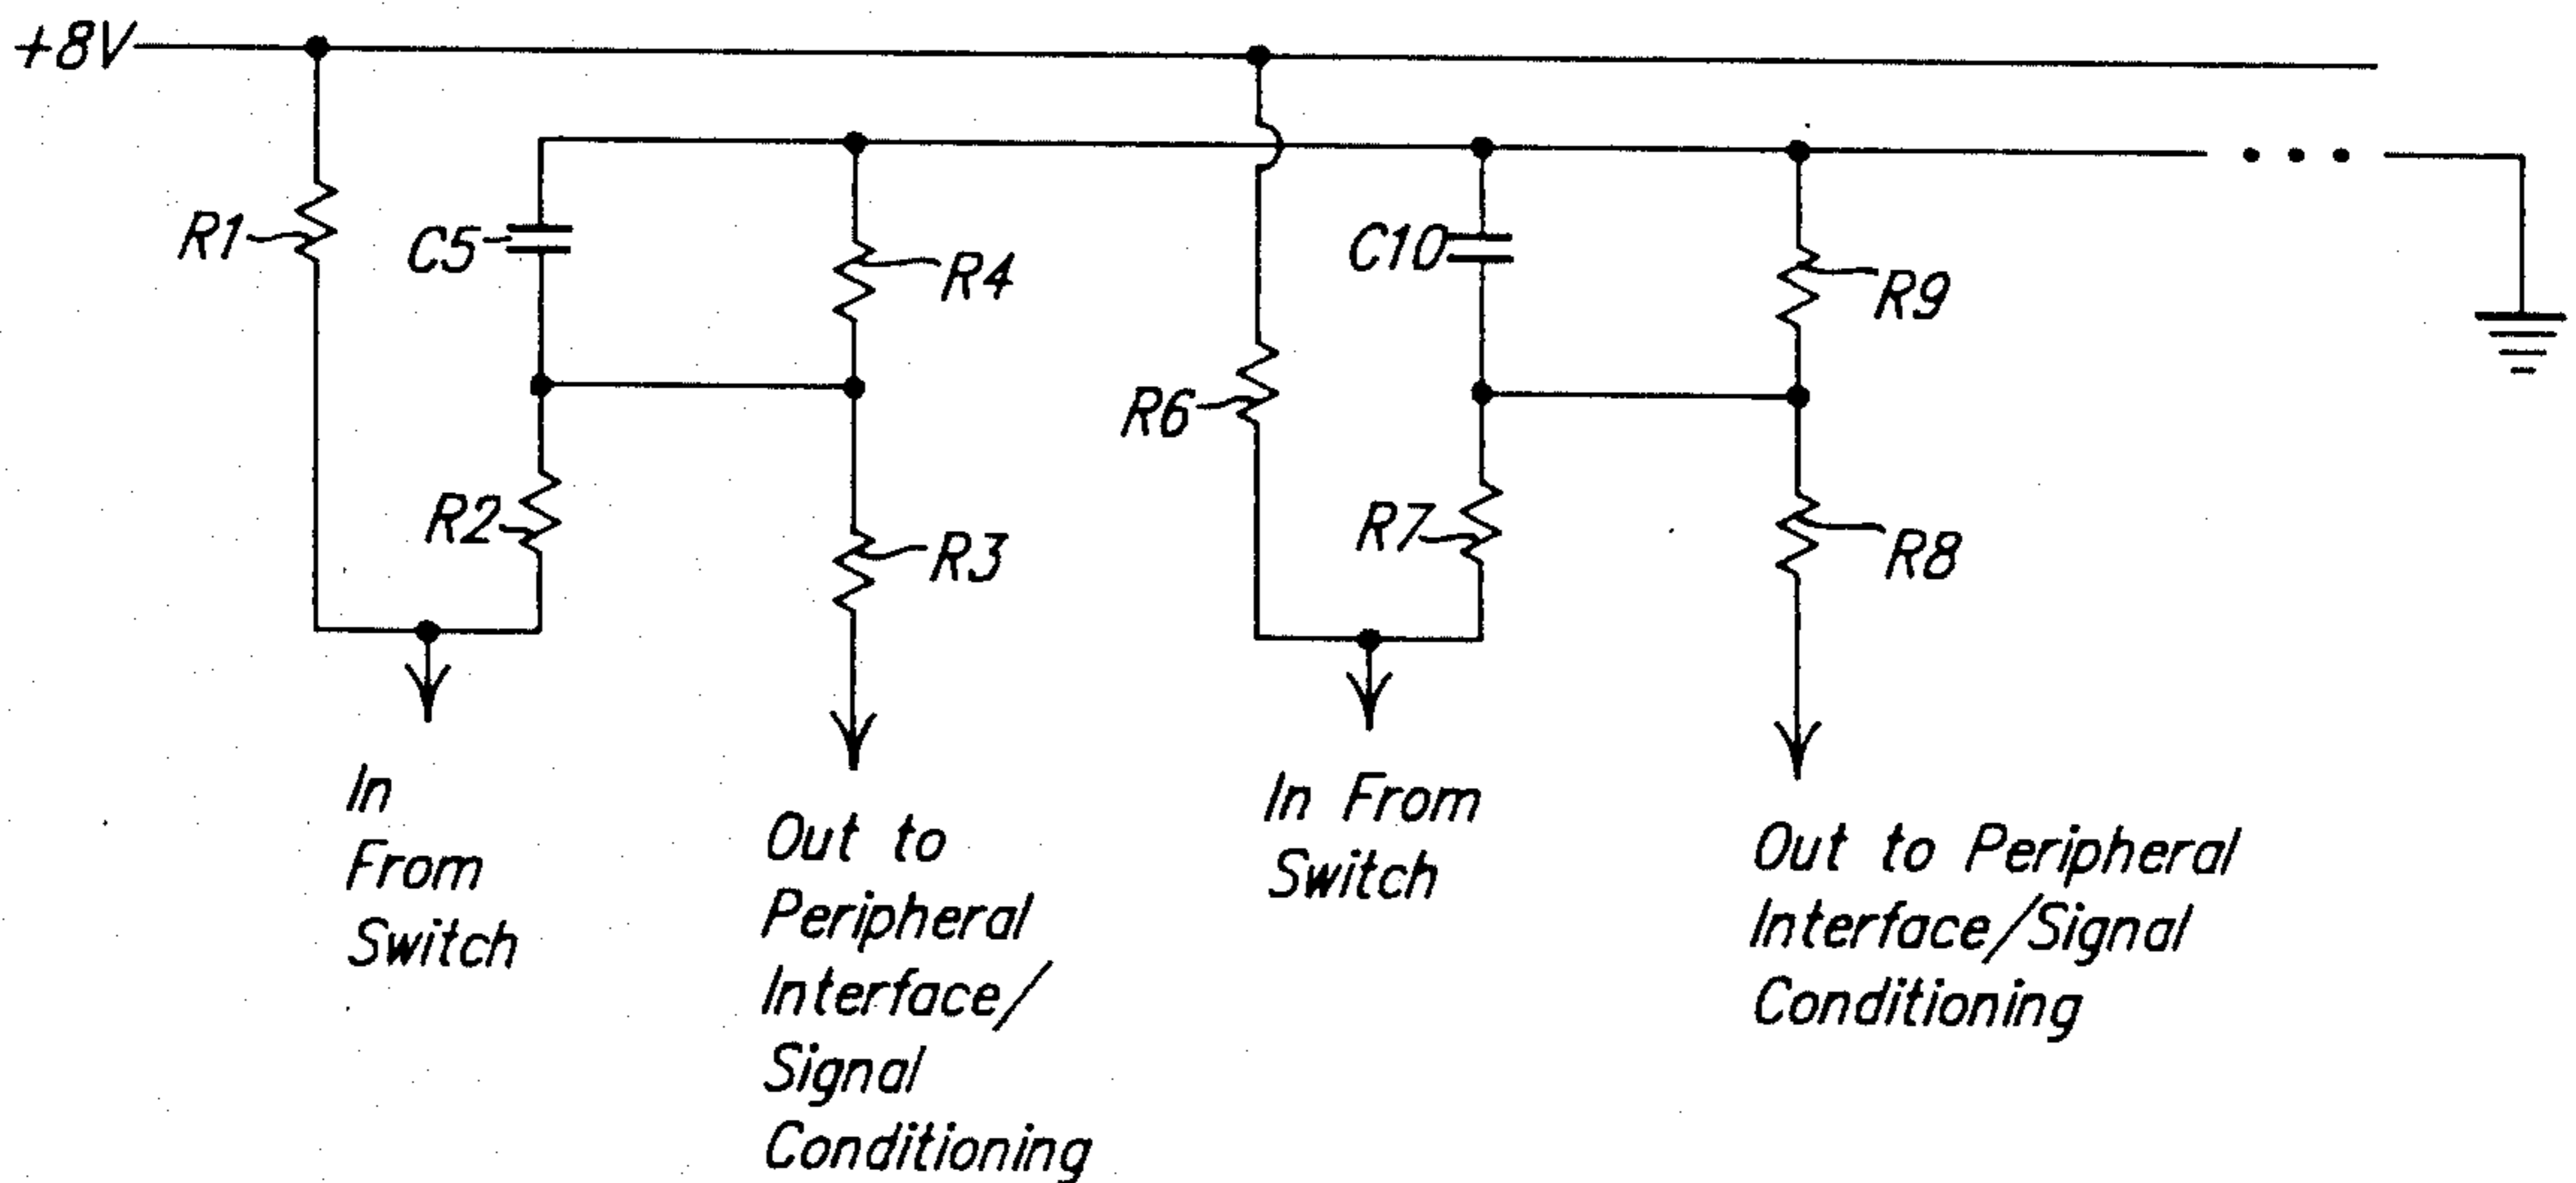 +8V
R1
C5
R4
C10
R9
R6
R2
R3
R7
R8
In
From
Switch
Out to
Peripheral
Interface/
Signal
Conditioning
In From
Switch
Out to Peripheral
Interface/Signal
Conditioning